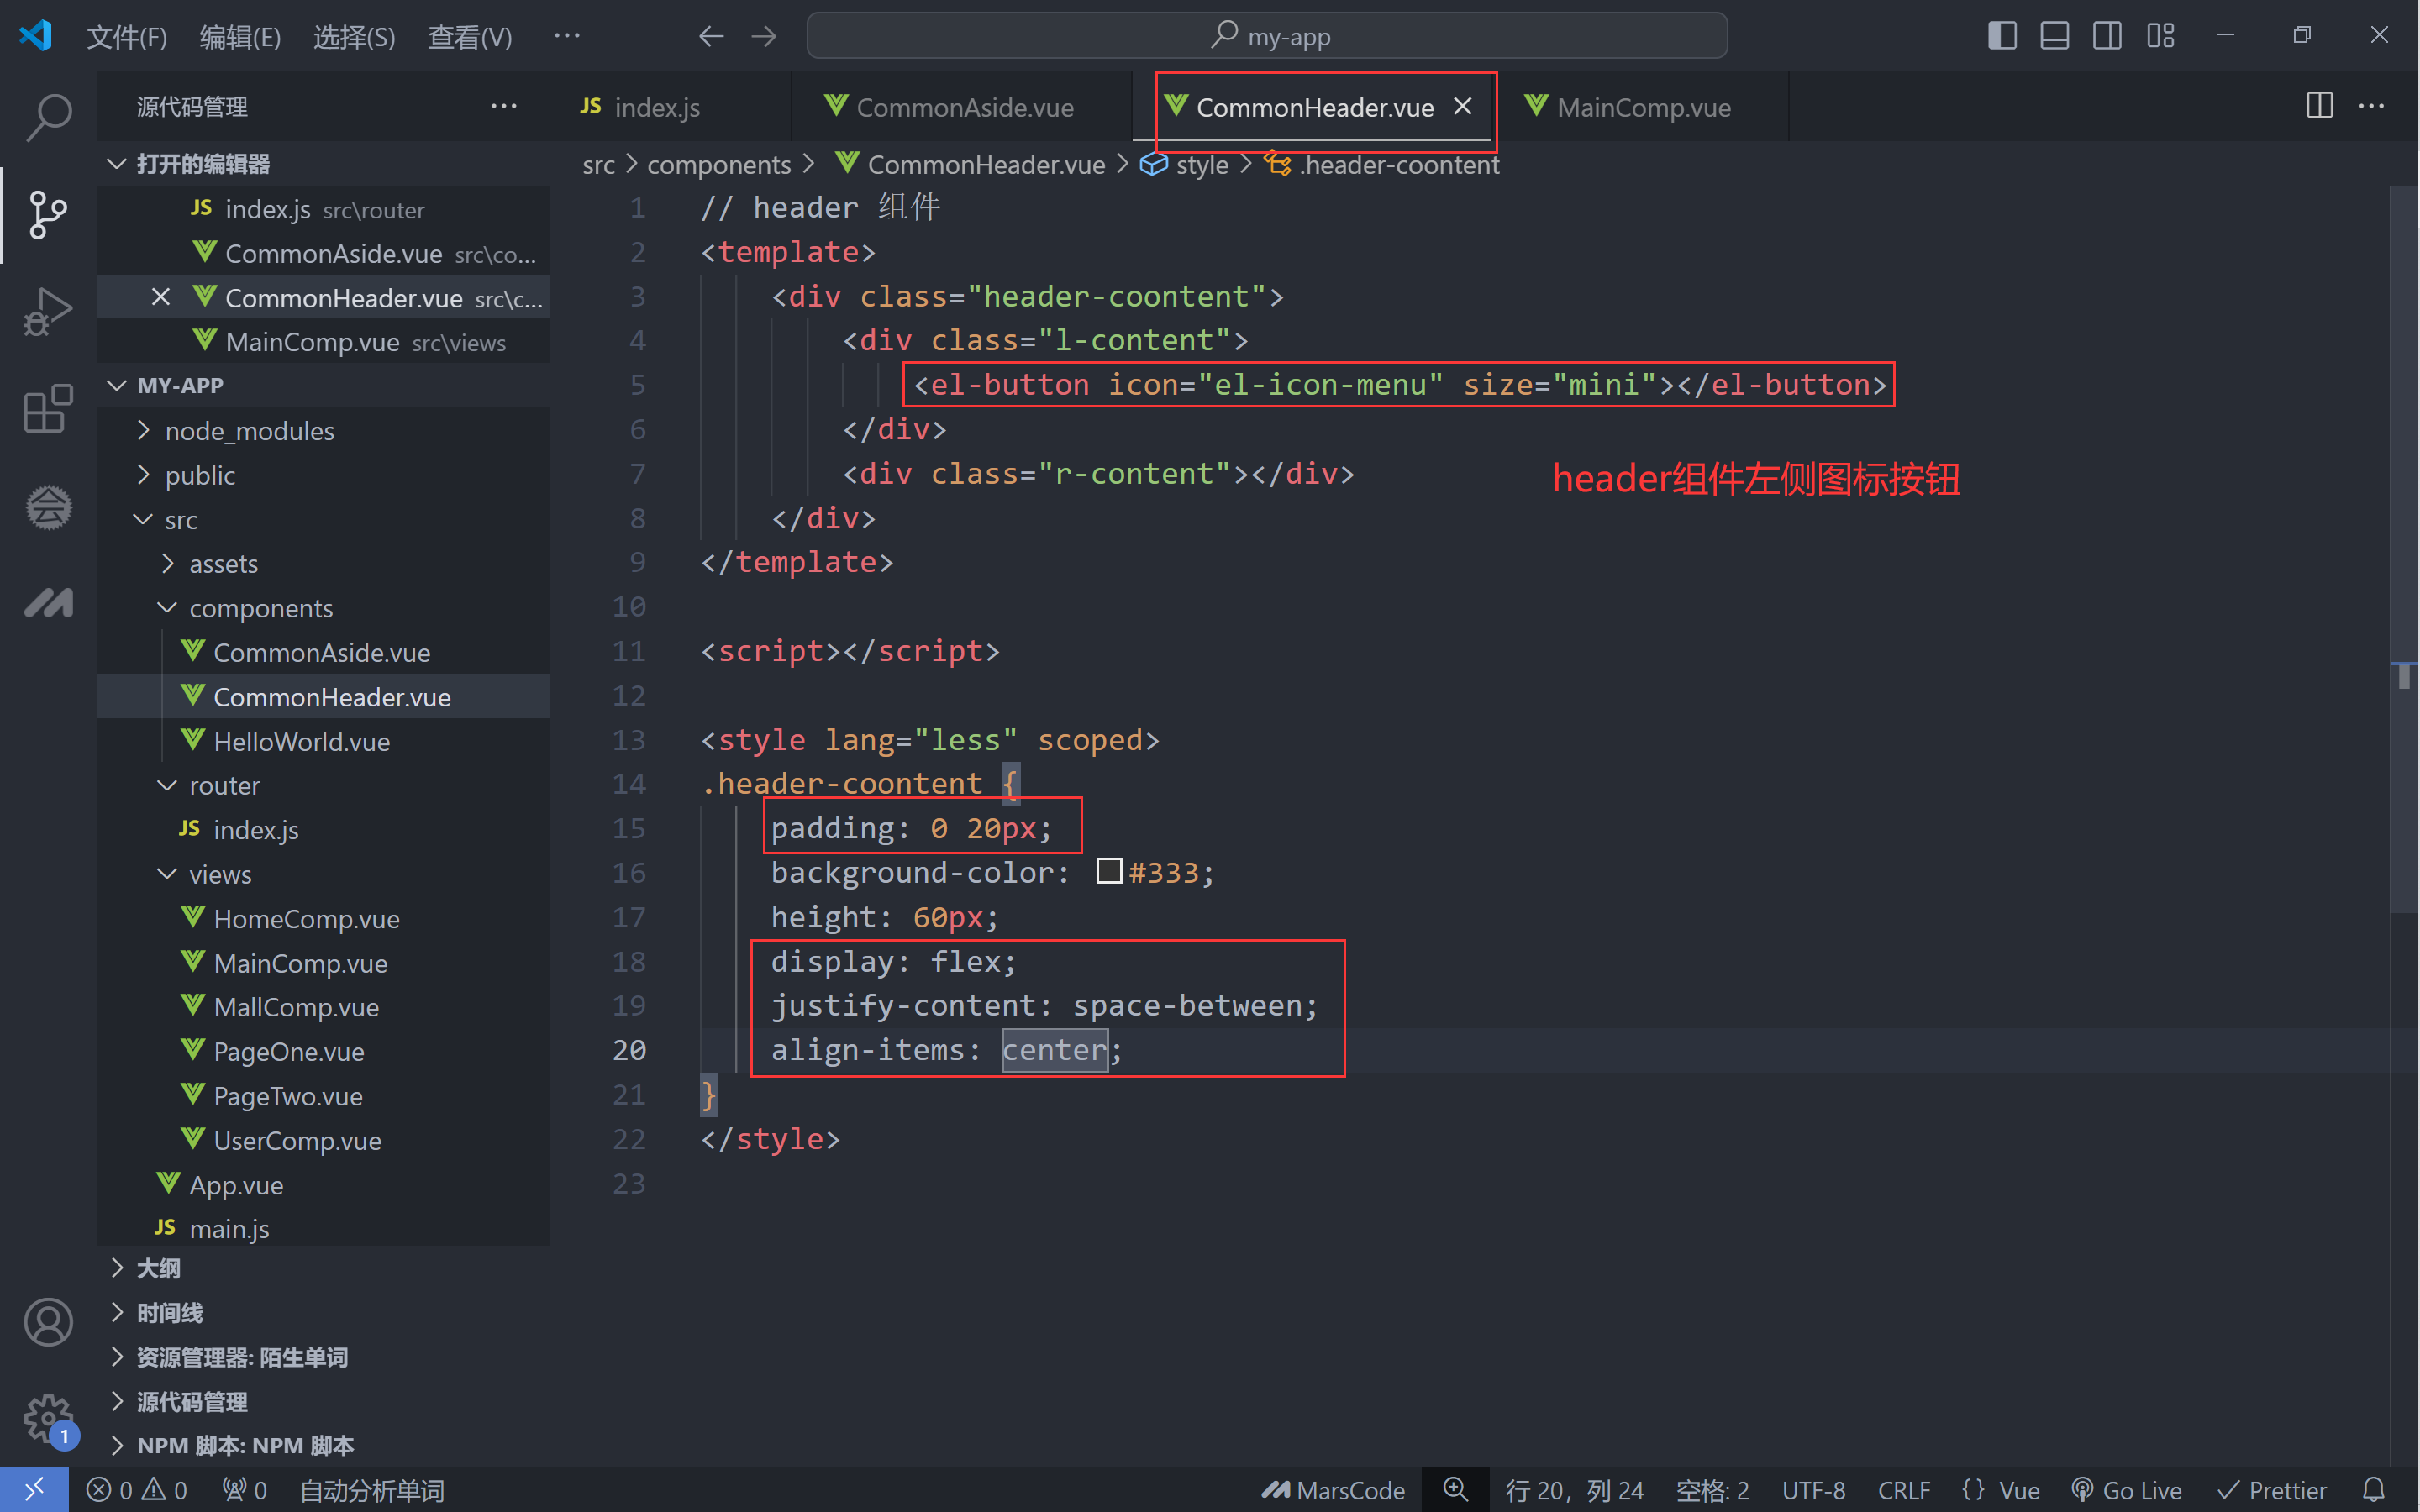 文件(F) 编辑(E) 选择(S) 查看(V) ··· my-app
源代码管理 ···
JS index.js CommonAside.vue CommonHeader.vue MainComp.vue ···
打开的编辑器
JS index.js src\router
CommonAside.vue src\co...
CommonHeader.vue src\c...
MainComp.vue src\views
MY-APP
node_modules
public
src
assets
components
CommonAside.vue
CommonHeader.vue
HelloWorld.vue
router
JS index.js
views
HomeComp.vue
MainComp.vue
MallComp.vue
PageOne.vue
PageTwo.vue
UserComp.vue
App.vue
JS main.js
大纲
时间线
资源管理器: 陌生单词
源代码管理
NPM 脚本: NPM 脚本
src > components > CommonHeader.vue > style > .header-coontent
1 // header 组件
2 <template>
3 <div class="header-coontent">
4 <div class="l-content">
5 <el-button icon="el-icon-menu" size="mini"></el-button>
6 </div>
7 <div class="r-content"></div>
header组件左侧图标按钮
8 </div>
9 </template>
10
11 <script></script>
12
13 <style lang="less" scoped>
14 .header-coontent {
15 padding: 0 20px;
16 background-color: #333;
17 height: 60px;
18 display: flex;
19 justify-content: space-between;
20 align-items: center;
21 }
22 </style>
23
1
0 0 0 自动分析单词 MarsCode 行 20，列 24 空格: 2 UTF-8 CRLF {} Vue Go Live Prettier